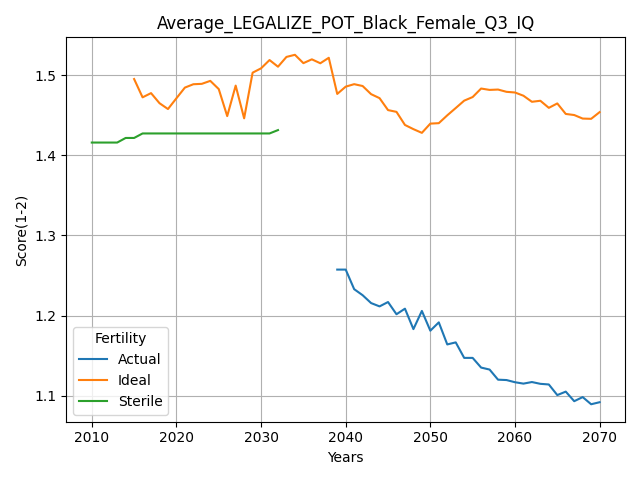 Average_LEGALIZE_POT_Black_Female_Q3_IQ
Score(1-2)
1.5
1.4
1.3
1.2
1.1
Fertility
Actual
Ideal
Sterile
2010 2020 2030 2040 2050 2060 2070
Years